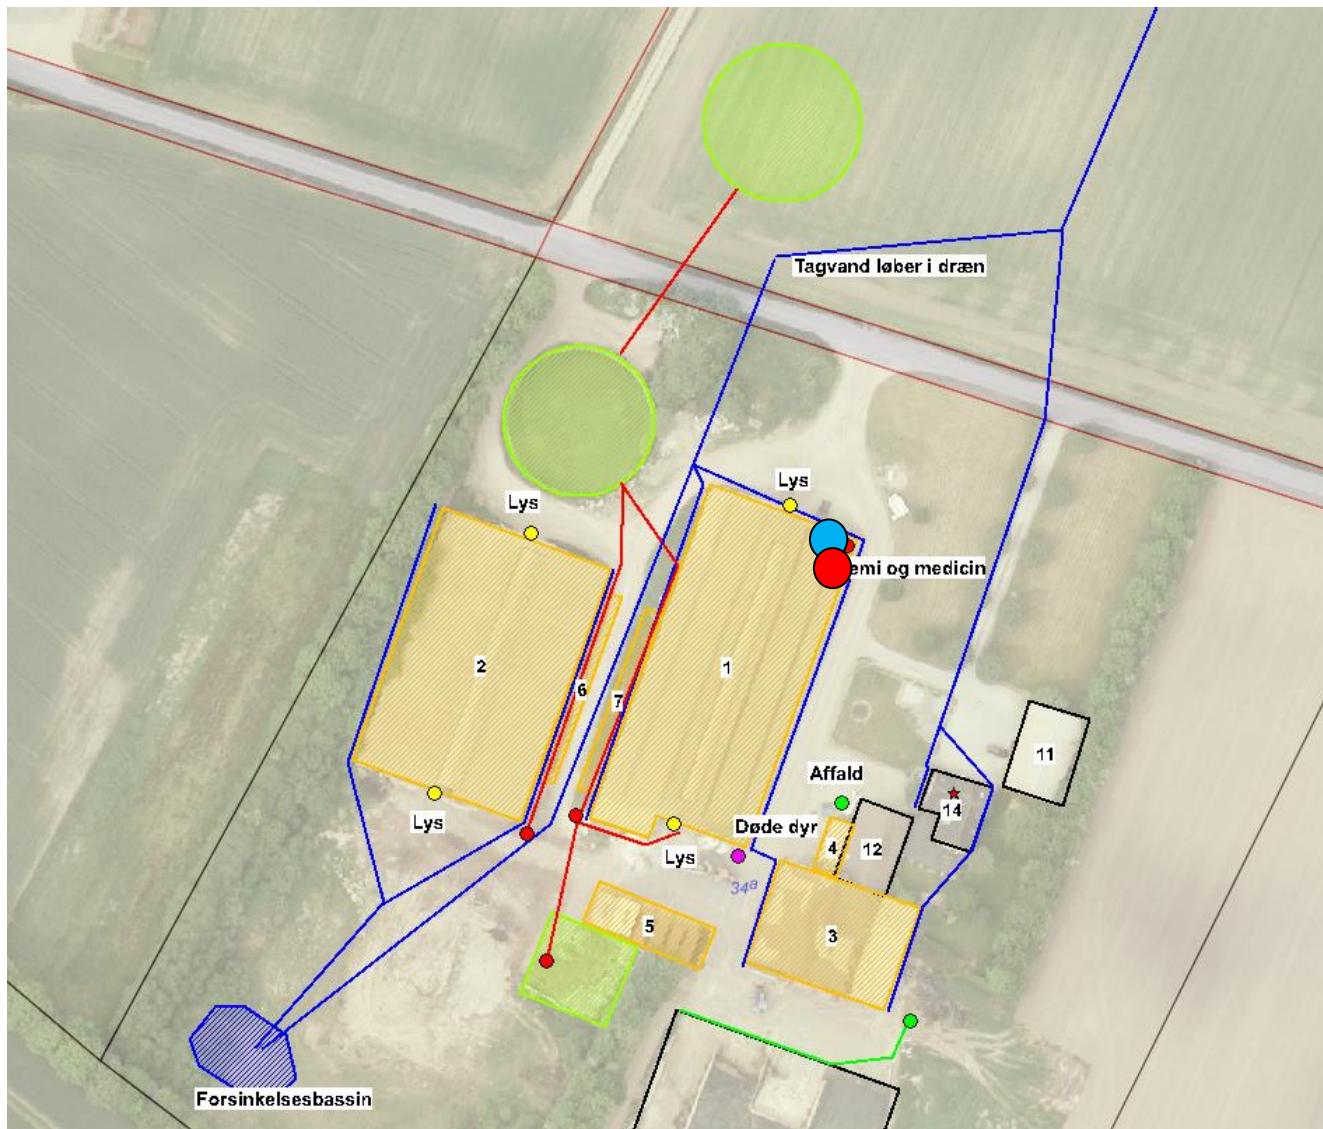 Tagvand løber i dræn
Lys
Lys
emi og medicin
2
1
6
7
11
Affald
14
Lys
Døde dyr
Lys
4
12
34a
5
3
Forsinkelsesbassin